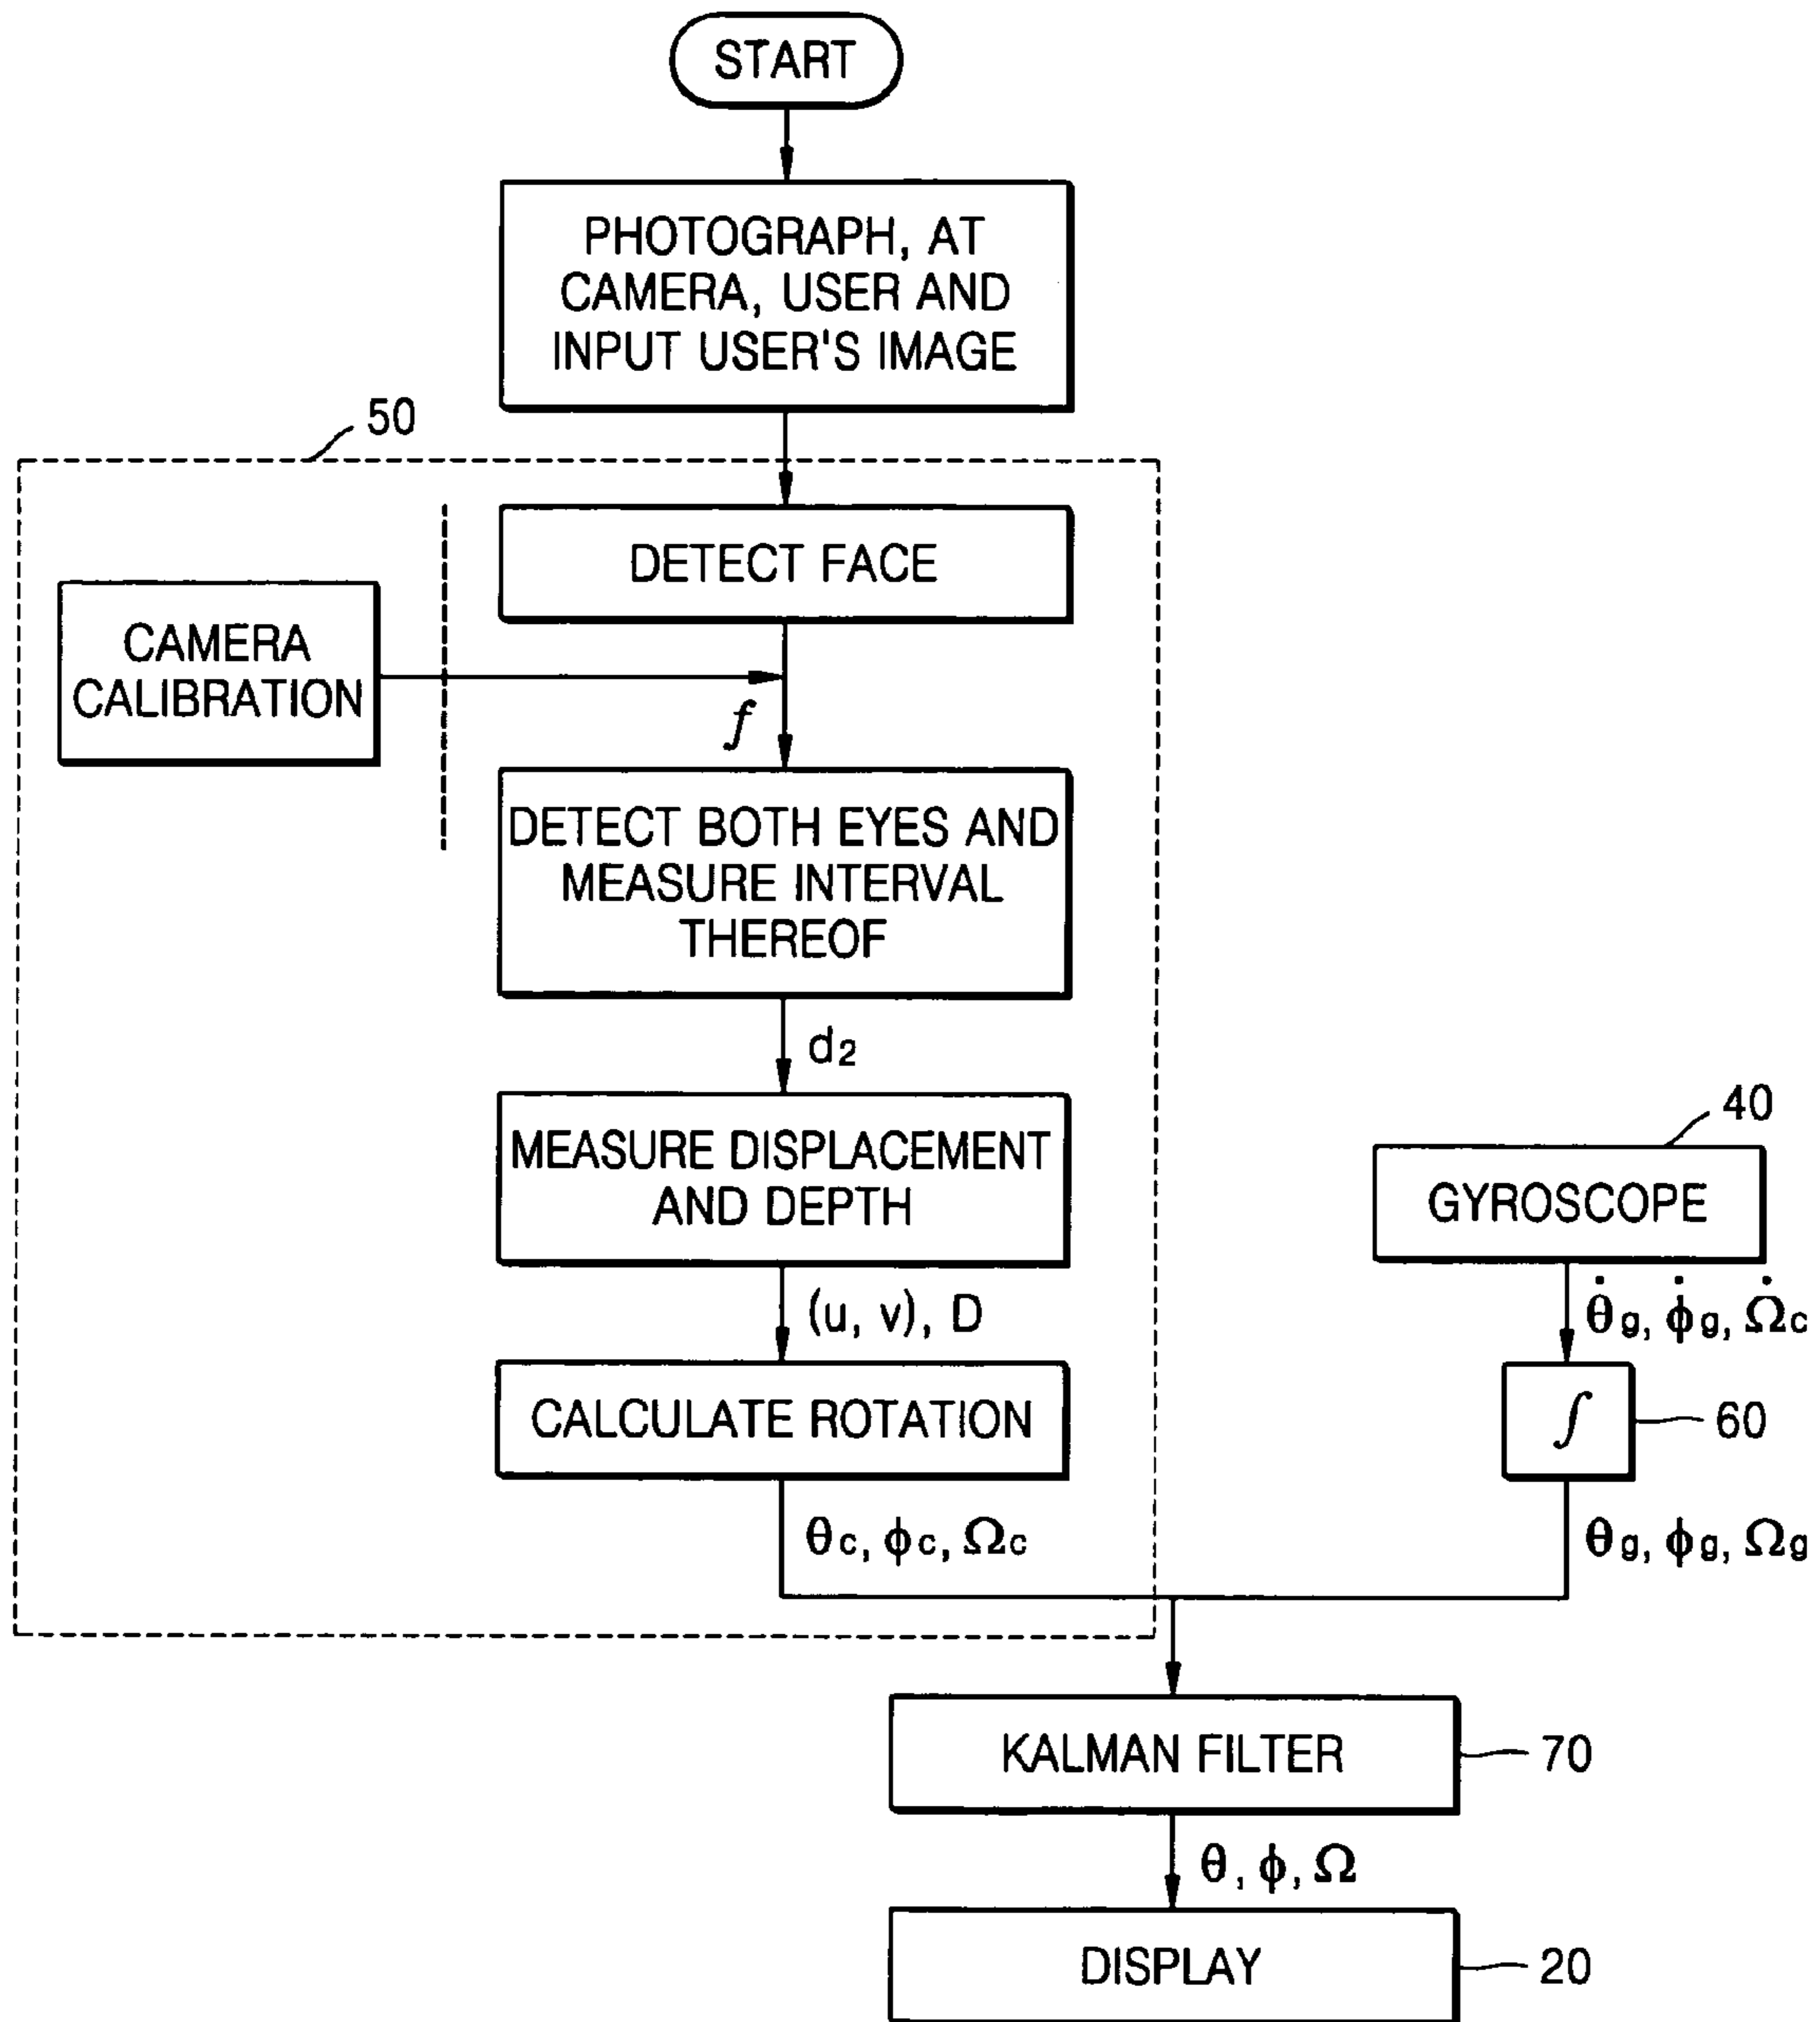 START
PHOTOGRAPH, AT
CAMERA, USER AND
INPUT USER'S IMAGE
50
DETECT FACE
CAMERA
CALIBRATION
f
DETECT BOTH EYES AND
MEASURE INTERVAL
THEREOF
d₂
MEASURE DISPLACEMENT
AND DEPTH
(u, v), D
CALCULATE ROTATION
θc, ϕc, Ωc
40
GYROSCOPE
θ̇g, ϕ̇g, Ω̇c
∫
60
θg, ϕg, Ωg
KALMAN FILTER
70
θ, ϕ, Ω
DISPLAY
20